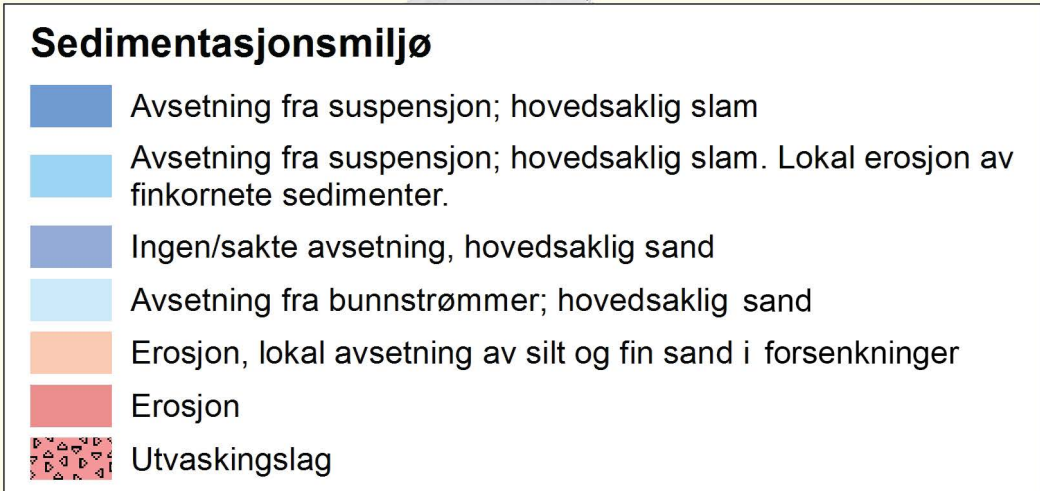 Sedimentasjonsmiljø
Avsetning fra suspensjon; hovedsaklig slam
Avsetning fra suspensjon; hovedsaklig slam. Lokal erosjon av
finkornete sedimenter.
Ingen/sakte avsetning, hovedsaklig sand
Avsetning fra bunnstrømmer; hovedsaklig sand
Erosjon, lokal avsetning av silt og fin sand i forsenkninger
Erosjon
Utvaskingslag